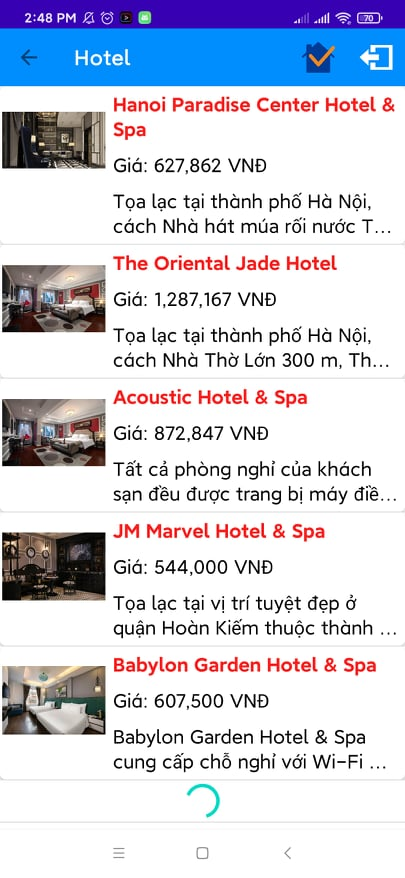 2:48 PM
70
Hotel
Hanoi Paradise Center Hotel &
Spa
Giá: 627,862 VNĐ
Tọa lạc tại thành phố Hà Nội,
cách Nhà hát múa rối nước T...
The Oriental Jade Hotel
Giá: 1,287,167 VNĐ
Tọa lạc tại thành phố Hà Nội,
cách Nhà Thờ Lớn 300 m, Th...
Acoustic Hotel & Spa
Giá: 872,847 VNĐ
Tất cả phòng nghỉ của khách
sạn đều được trang bị máy điề...
JM Marvel Hotel & Spa
Giá: 544,000 VNĐ
Tọa lạc tại vị trí tuyệt đẹp ở
quận Hoàn Kiếm thuộc thành ...
Babylon Garden Hotel & Spa
Giá: 607,500 VNĐ
Babylon Garden Hotel & Spa
cung cấp chỗ nghỉ với Wi-Fi ...